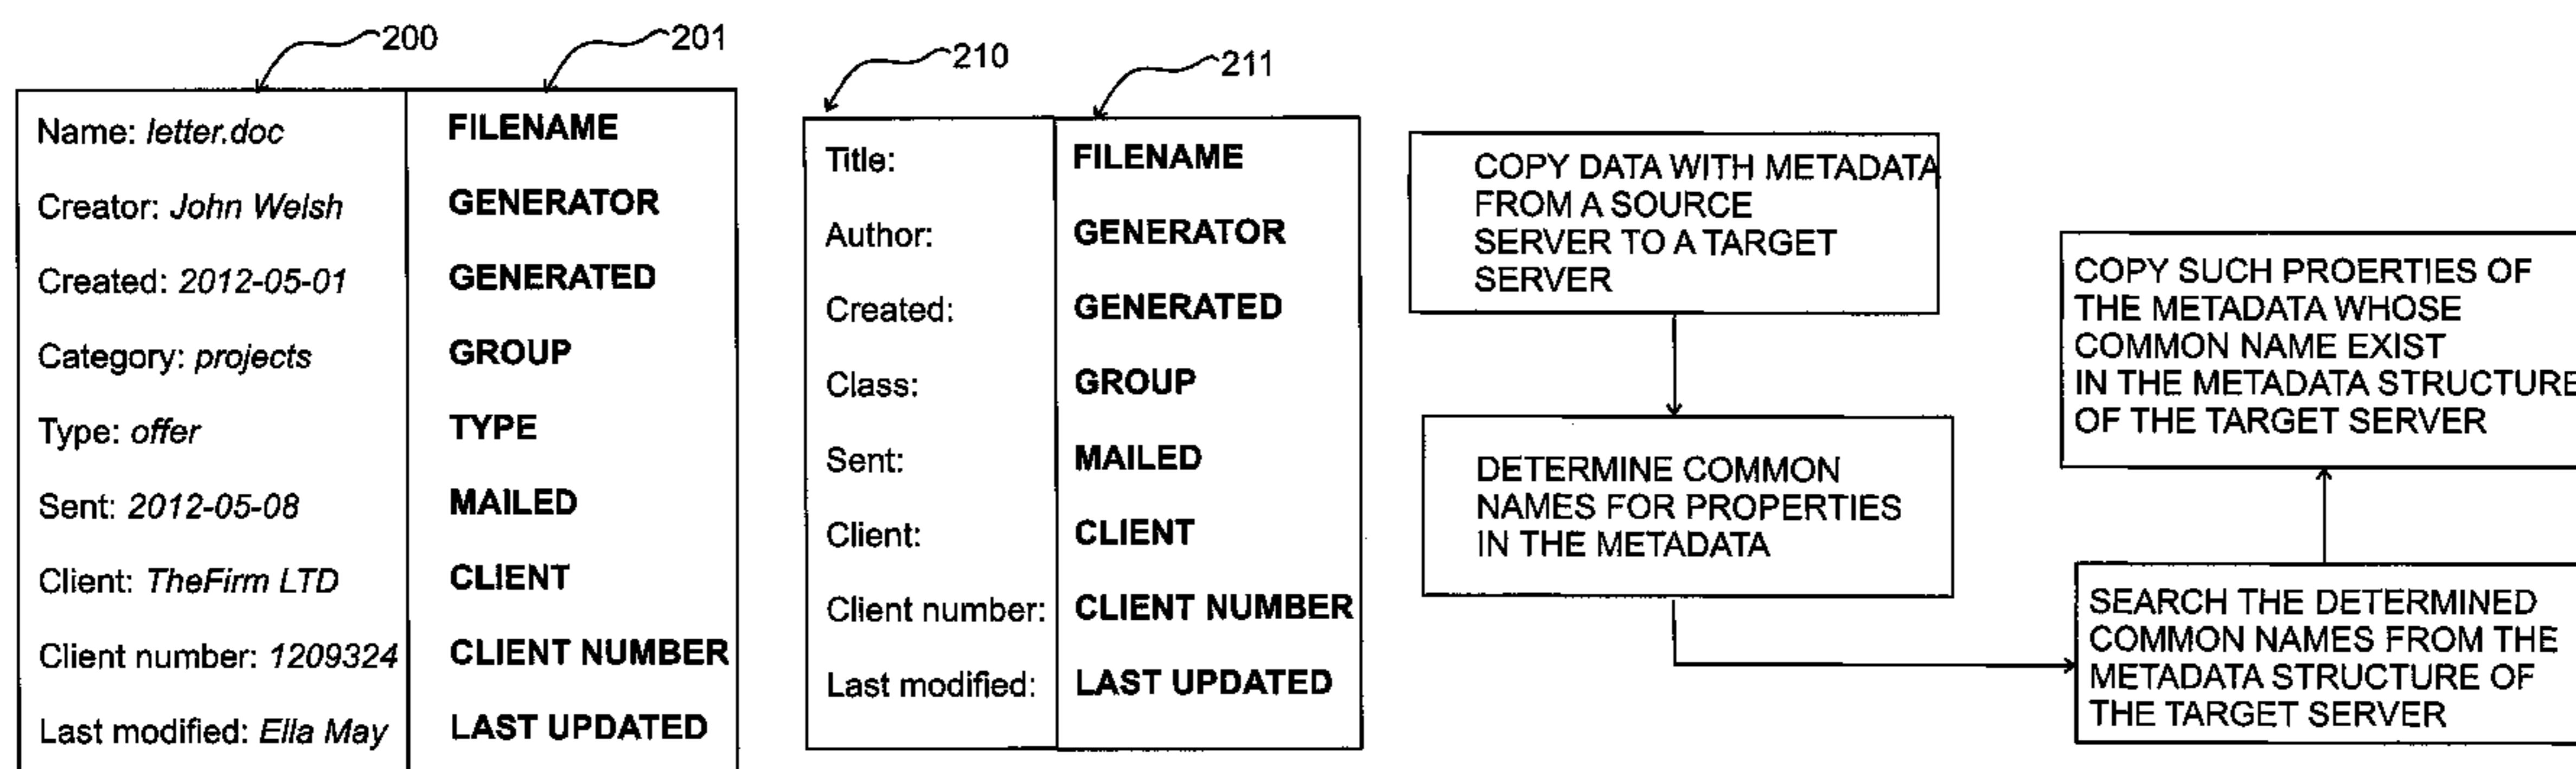 200
201
Name: letter.doc
FILENAME
Creator: John Welsh
GENERATOR
Created: 2012-05-01
GENERATED
Category: projects
GROUP
Type: offer
TYPE
Sent: 2012-05-08
MAILED
Client: TheFirm LTD
CLIENT
Client number: 1209324
CLIENT NUMBER
Last modified: Ella May
LAST UPDATED
210
211
Title:
FILENAME
Author:
GENERATOR
Created:
GENERATED
Class:
GROUP
Sent:
MAILED
Client:
CLIENT
Client number:
CLIENT NUMBER
Last modified:
LAST UPDATED
COPY DATA WITH METADATA
FROM A SOURCE
SERVER TO A TARGET
SERVER
DETERMINE COMMON
NAMES FOR PROPERTIES
IN THE METADATA
SEARCH THE DETERMINED
COMMON NAMES FROM THE
METADATA STRUCTURE OF
THE TARGET SERVER
COPY SUCH PROERTIES OF
THE METADATA WHOSE
COMMON NAME EXIST
IN THE METADATA STRUCTURE
OF THE TARGET SERVER